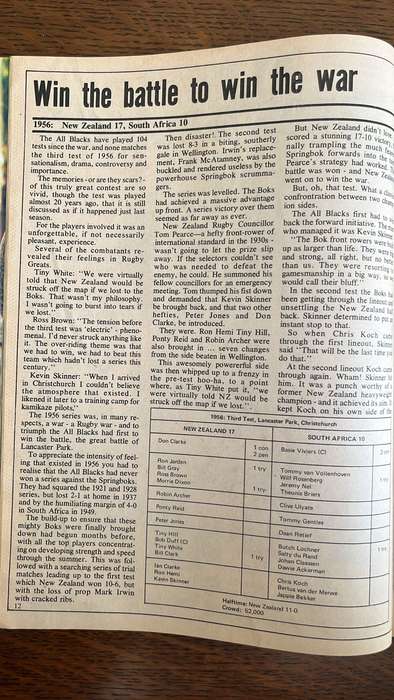 Win the battle to win the war
1956: New Zealand 17, South Africa 10
The All Blacks have played 104
tests since the war, and none matches
the third test of 1956 for sen-
sationalism, drama, controversy and
importance.
The memories - or are they scars? -
of this truly great contest are so
vivid, though the test was played
almost 20 years ago, that it is still
discussed as if it happened just last
season.
For the players involved it was an
unforgettable, if not necessarily
pleasant, experience.
Several of the combatants re-
vealed their feelings in Rugby
Greats.
Tiny White: "We were virtually
told that New Zealand would be
struck off the map if we lost to the
Boks. That wasn't my philosophy.
I wasn't going to burst into tears if
we lost."
Ross Brown: "The tension before
the third test was 'electric' - pheno-
menal. I'd never struck anything like
it. The over-riding theme was that
we had to win, we had to beat this
team which hadn't lost a series this
century."
Kevin Skinner: "When I arrived
in Christchurch I couldn't believe
the atmosphere that existed. I
likened it later to a training camp for
kamikaze pilots."
The 1956 series was, in many re-
spects, a war - a Rugby war - and to
triumph the All Blacks had first to
win the battle, the great battle of
Lancaster Park.
To appreciate the intensity of feel-
ing that existed in 1956 you had to
realise that the All Blacks had never
won a series against the Springboks.
They had squared the 1921 and 1928
series, but lost 2-1 at home in 1937
and by the humiliating margin of 4-0
in South Africa in 1949.
The build-up to ensure that these
mighty Boks were finally brought
down had begun months before,
with all the top players concentrat-
ing on developing strength and speed
through the summer. This was fol-
lowed with a searching series of trial
matches leading up to the first test
which New Zealand won 10-6, but
with the loss of prop Mark Irwin
with cracked ribs.
12
Then disaster! The second test
was lost 8-3 in a biting, southerly
gale in Wellington. Irwin's replace-
ment, Frank McAtamney, was also
buckled and rendered useless by the
powerhouse Springbok scrumma-
gers.
The series was levelled. The Boks
had achieved a massive advantage
up front. A series victory over them
seemed as far away as ever.
New Zealand Rugby Councillor
Tom Pearce—a hefty front-rower of
international standard in the 1930s -
wasn't going to let the prize slip
away. If the selectors couldn't see
who was needed to defeat the
enemy, he could. He summoned his
fellow councillors for an emergency
meeting. Tom thumped his fist down
and demanded that Kevin Skinner
be brought back, and that two other
hefties, Peter Jones and Don
Clarke, be introduced.
They were. Ron Hemi Tiny Hill,
Ponty Reid and Robin Archer were
also brought in ... seven changes
from the side beaten in Wellington.
This awesomely powerful side
was then whipped up to a frenzy in
the pre-test hoo-ha, to a point
where, as Tiny White put it, "we
were virtually told NZ would be
struck off the map if we lost".
But New Zealand didn't
scored a stunning 17-10 victory,
nally trampling the much
Springbok forwards into the
Pearce's strategy had worked.
battle was won - and New
went on to win the war.
But, oh, that test. What a
confrontation between two
ion sides.
The All Blacks first had to
back the forward initiative. The
who managed it was Kevin
"The Bok front rowers were
up as larger than life. They were
and strong, all right, but no
than us. They were resorting
gamesmanship in a big way, so
would call their bluff."
In the second test the Boks
been getting through the lineout
unsettling the New Zealand
back. Skinner determined to put
instant stop to that.
So when Chris Koch came
through the first lineout, Skinner
said "That will be the last time you
do that!"
At the second lineout Koch came
through again. Wham! Skinner hit
him. It was a punch worthy of a
former New Zealand heavyweight
champion - and it achieved its aim.
kept Koch on his own side of the
1956: Third Test, Lancaster Park, Christchurch
NEW ZEALAND 17
SOUTH AFRICA 10
Don Clarke
1 con
2 pen
Basie Viviers (C)
Ron Jarden
1 try
Bill Gray
Ross Brown
Morrie Dixon
1 try
Tommy van Vollenhoven
Wilf Rosenberg
1 try
Jeremy Nel
Theunis Briers
Robin Archer
Clive Ulyate
Ponty Reid
Tommy Gentles
Peter Jones
Daan Retief
Tiny Hill
Bob Duff (C)
Tiny White
1 try
Bill Clark
Butch Lochner
Salty du Rand
Johan Claassen
Dawie Ackerman
Ian Clarke
Ron Hemi
Kevin Skinner
Chris Koch
Bertus van der Merwe
Jaapie Bekker
Halftime: New Zealand 11-0
Crowd: 52,000